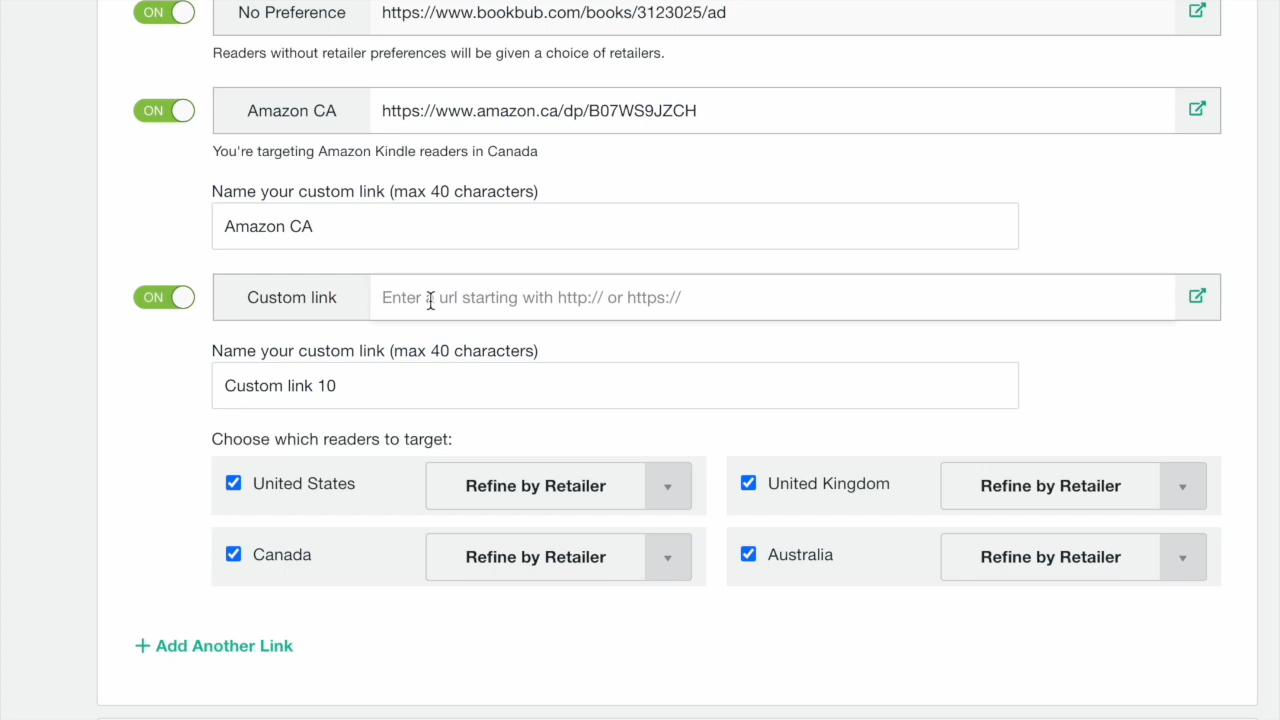 ON No Preference https://www.bookbub.com/books/3123025/ad
Readers without retailer preferences will be given a choice of retailers.
ON Amazon CA https://www.amazon.ca/dp/B07WS9JZCH
You're targeting Amazon Kindle readers in Canada
Name your custom link (max 40 characters)
Amazon CA
ON Custom link Enter a url starting with http:// or https://
Name your custom link (max 40 characters)
Custom link 10
Choose which readers to target:
United States Refine by Retailer United Kingdom Refine by Retailer
Canada Refine by Retailer Australia Refine by Retailer
+ Add Another Link